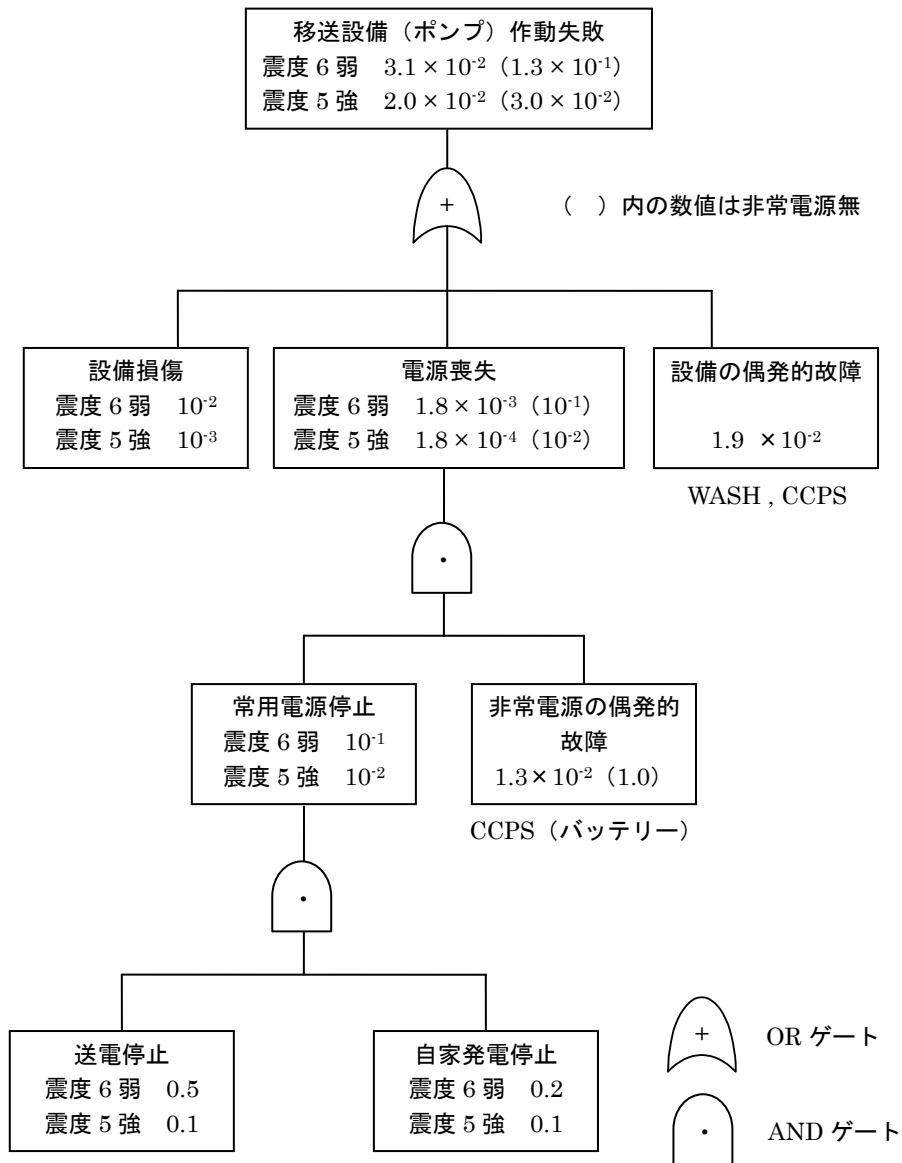 移送設備（ポンプ）作動失敗
震度 6 弱 3.1 × 10⁻² （1.3 × 10⁻¹）
震度 5 強 2.0 × 10⁻² （3.0 × 10⁻²）
+
（ ）内の数値は非常電源無
設備損傷
震度 6 弱 10⁻²
震度 5 強 10⁻³
電源喪失
震度 6 弱 1.8 × 10⁻³ （10⁻¹）
震度 5 強 1.8 × 10⁻⁴ （10⁻²）
設備の偶発的故障
1.9 ×10⁻²
WASH , CCPS
・
常用電源停止
震度 6 弱 10⁻¹
震度 5 強 10⁻²
非常電源の偶発的
故障
1.3×10⁻² （1.0）
CCPS（バッテリー）
・
送電停止
震度 6 弱 0.5
震度 5 強 0.1
自家発電停止
震度 6 弱 0.2
震度 5 強 0.1
+ OR ゲート
・ AND ゲート